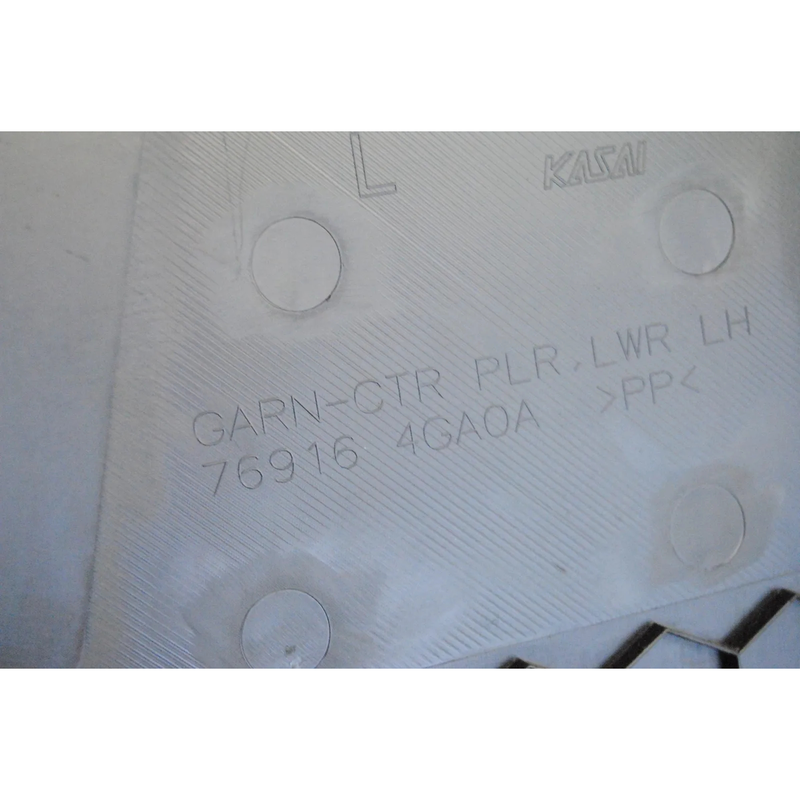 L
KASAI
GARN-CTR PLR,LWR LH
76916 4GA0A >PP<